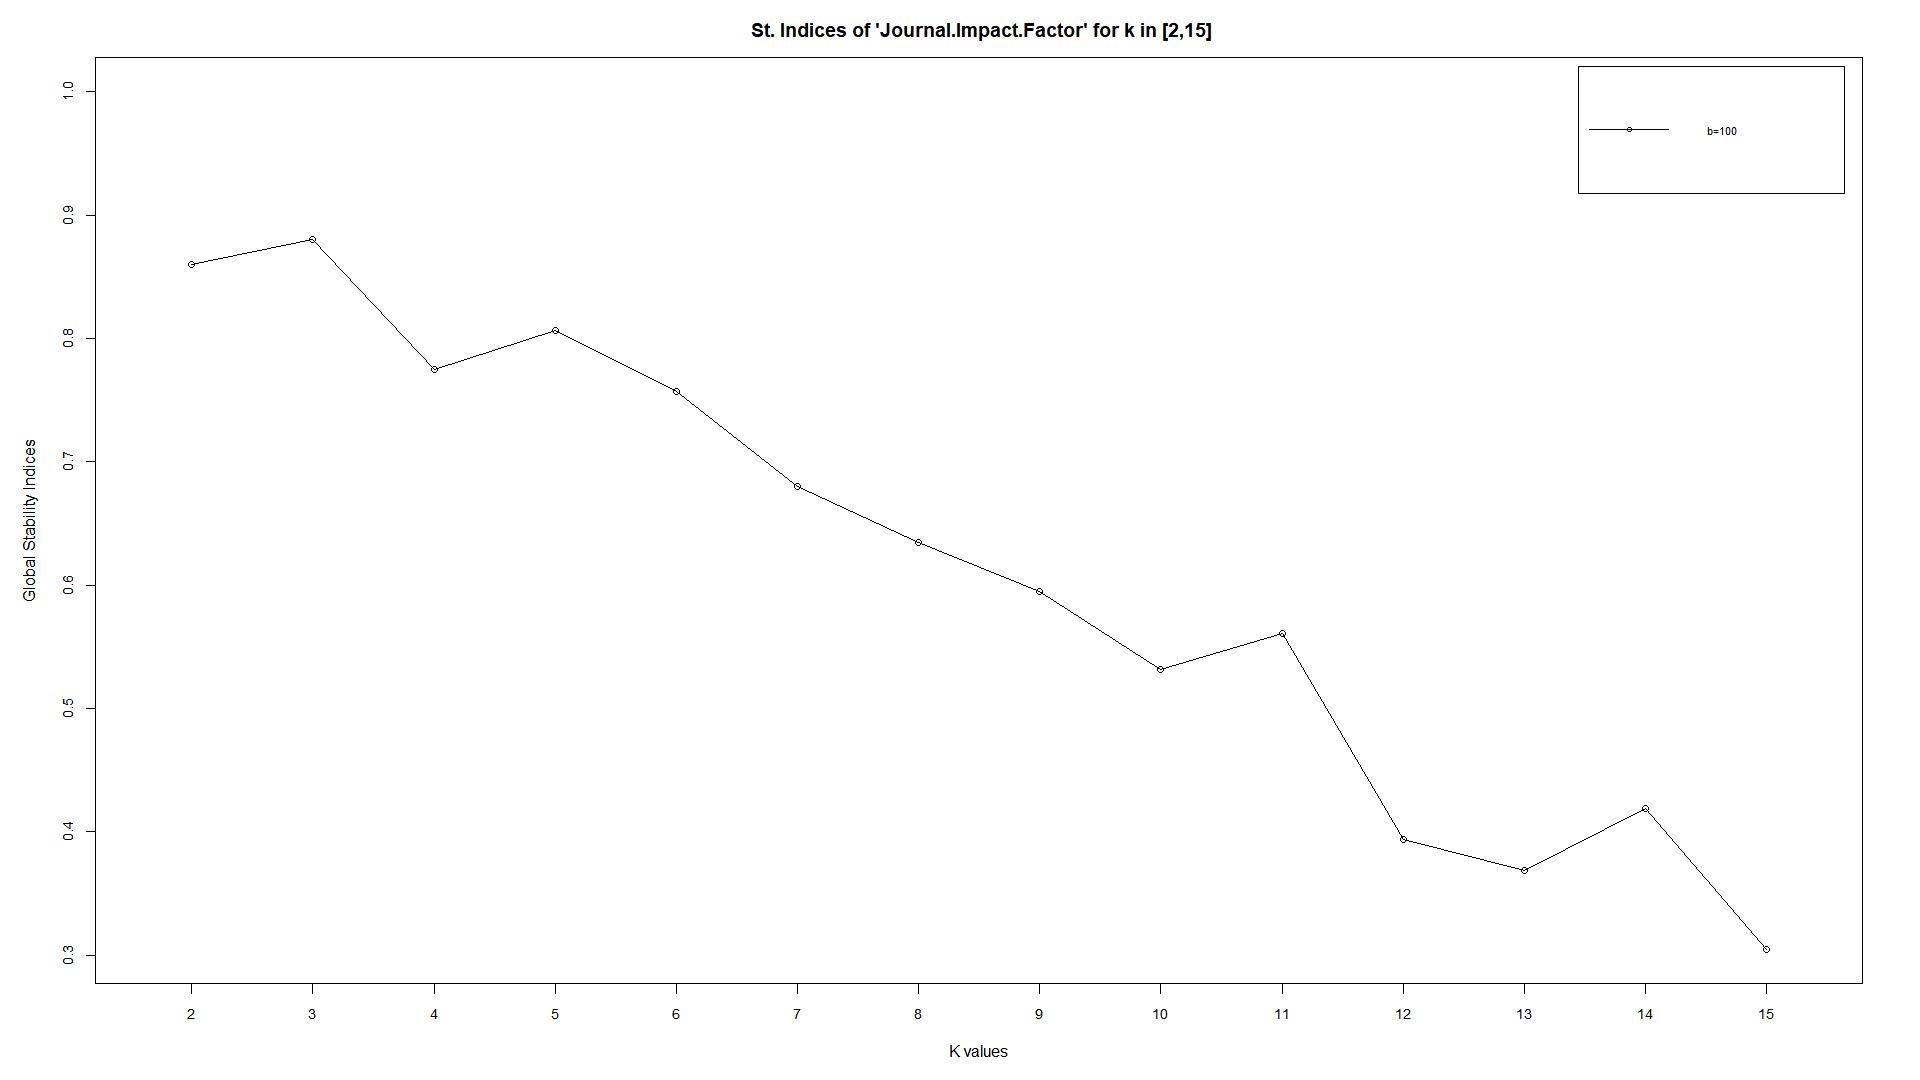 St. Indices of 'Journal.Impact.Factor' for k in [2,15]
b=100
Global Stability Indices
1.0
0.9
0.8
0.7
0.6
0.5
0.4
0.3
2 3 4 5 6 7 8 9 10 11 12 13 14 15
K values